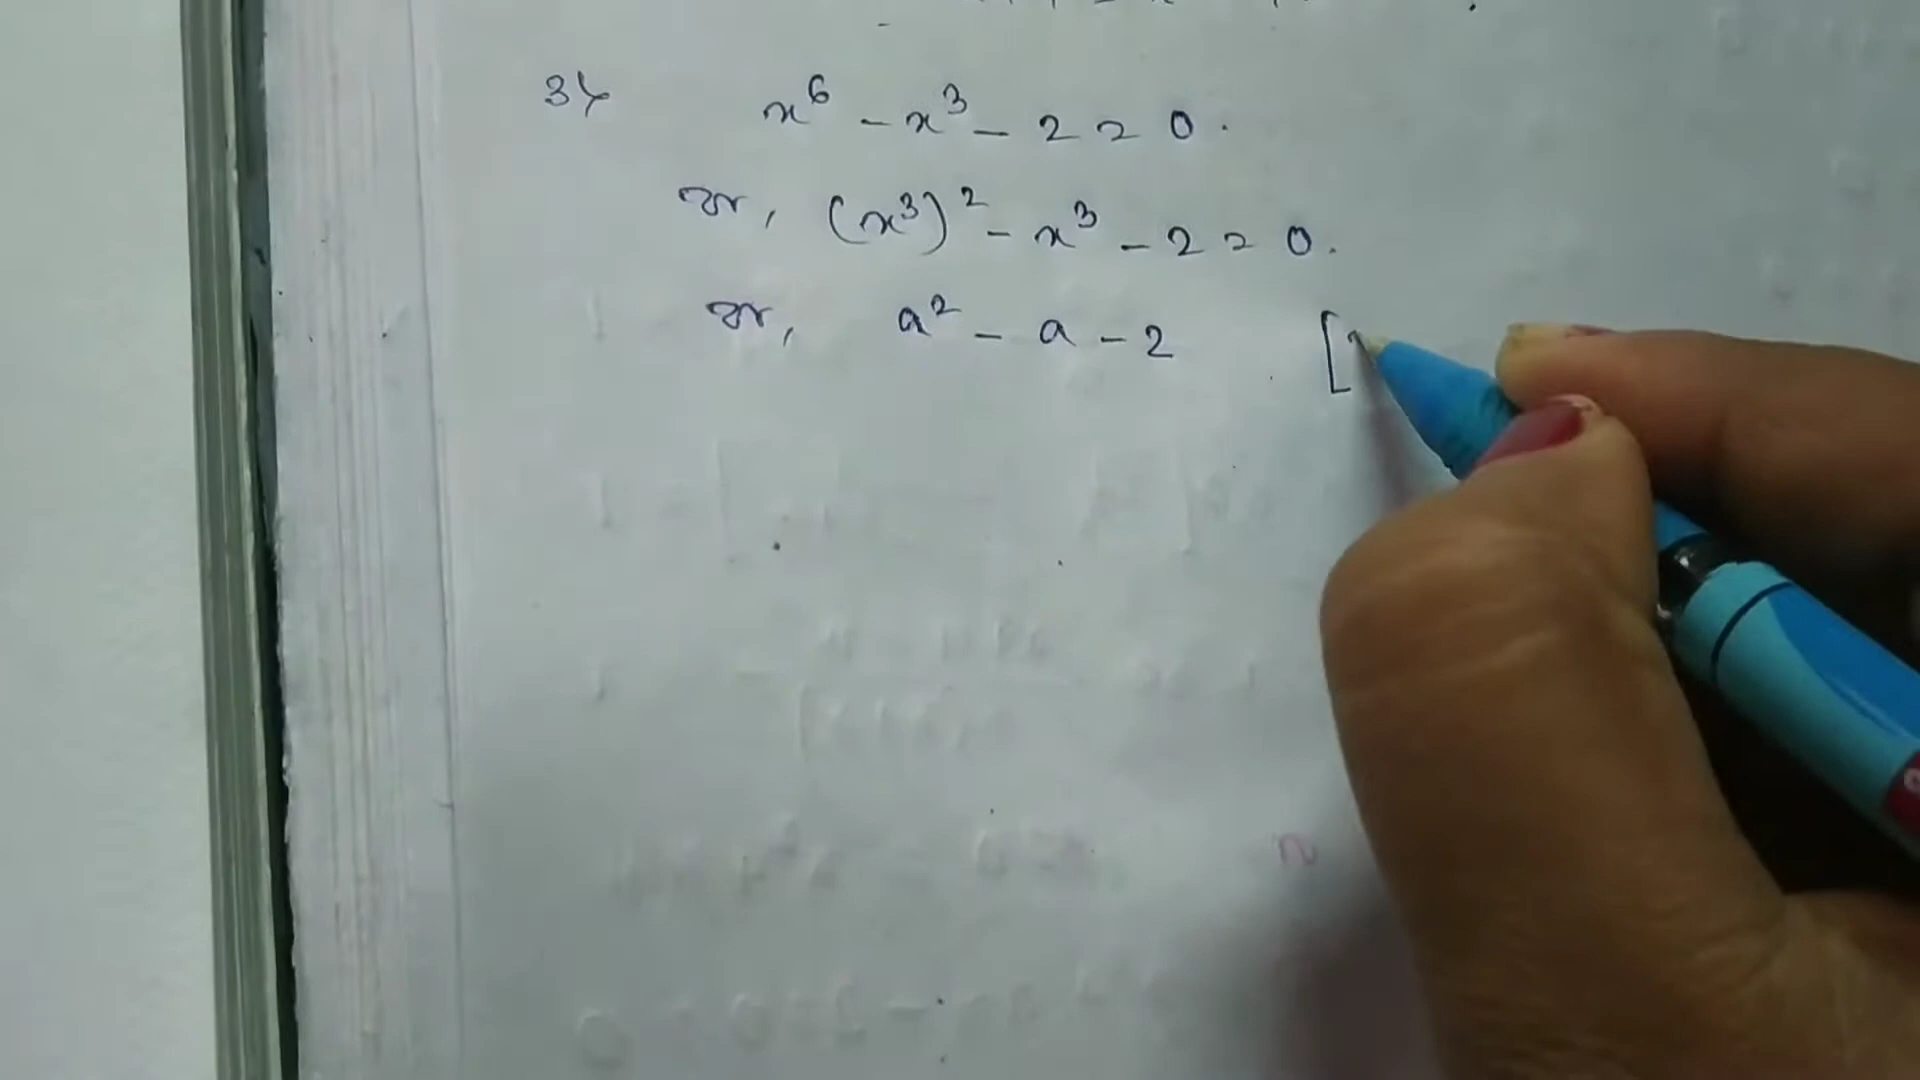 3) x⁶ - x³ - 2 = 0.
বা, (x³)² - x³ - 2 = 0.
বা, a² - a - 2 [